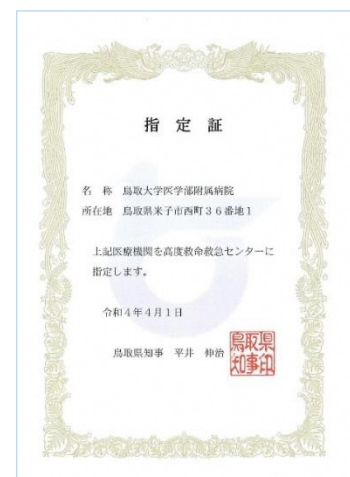 指定証
名 称 鳥取大学医学部附属病院
所在地 鳥取県米子市西町３６番地１
上記医療機関を高度救命救急センターに
指定します。
令和４年４月１日
鳥取県知事 平井 伸治
鳥取県
知事印